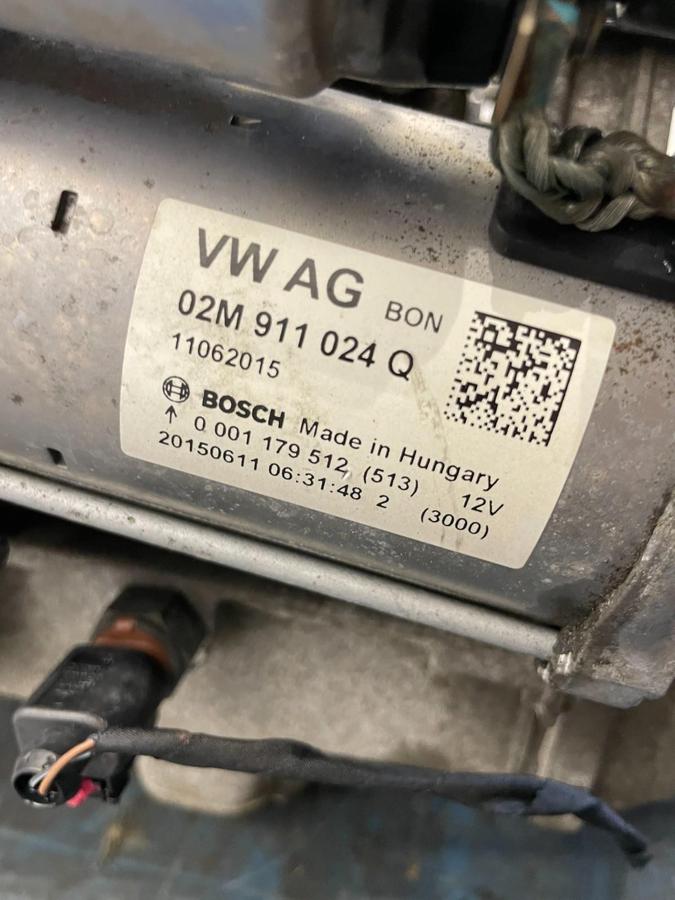 VW AG BON
02M 911 024 Q
11062015
BOSCH Made in Hungary
0 001 179 512 (513) 12V
20150611 06:31:48 2 (3000)